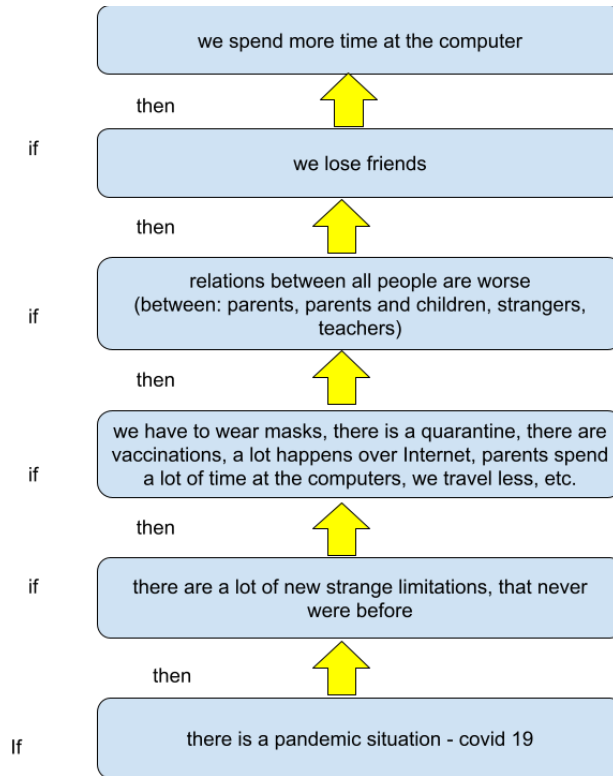 we spend more time at the computer
then
if
we lose friends
then
relations between all people are worse
(between: parents, parents and children, strangers,
teachers)
if
then
we have to wear masks, there is a quarantine, there are
vaccinations, a lot happens over Internet, parents spend
a lot of time at the computers, we travel less, etc.
if
then
if
there are a lot of new strange limitations, that never
were before
then
If
there is a pandemic situation - covid 19